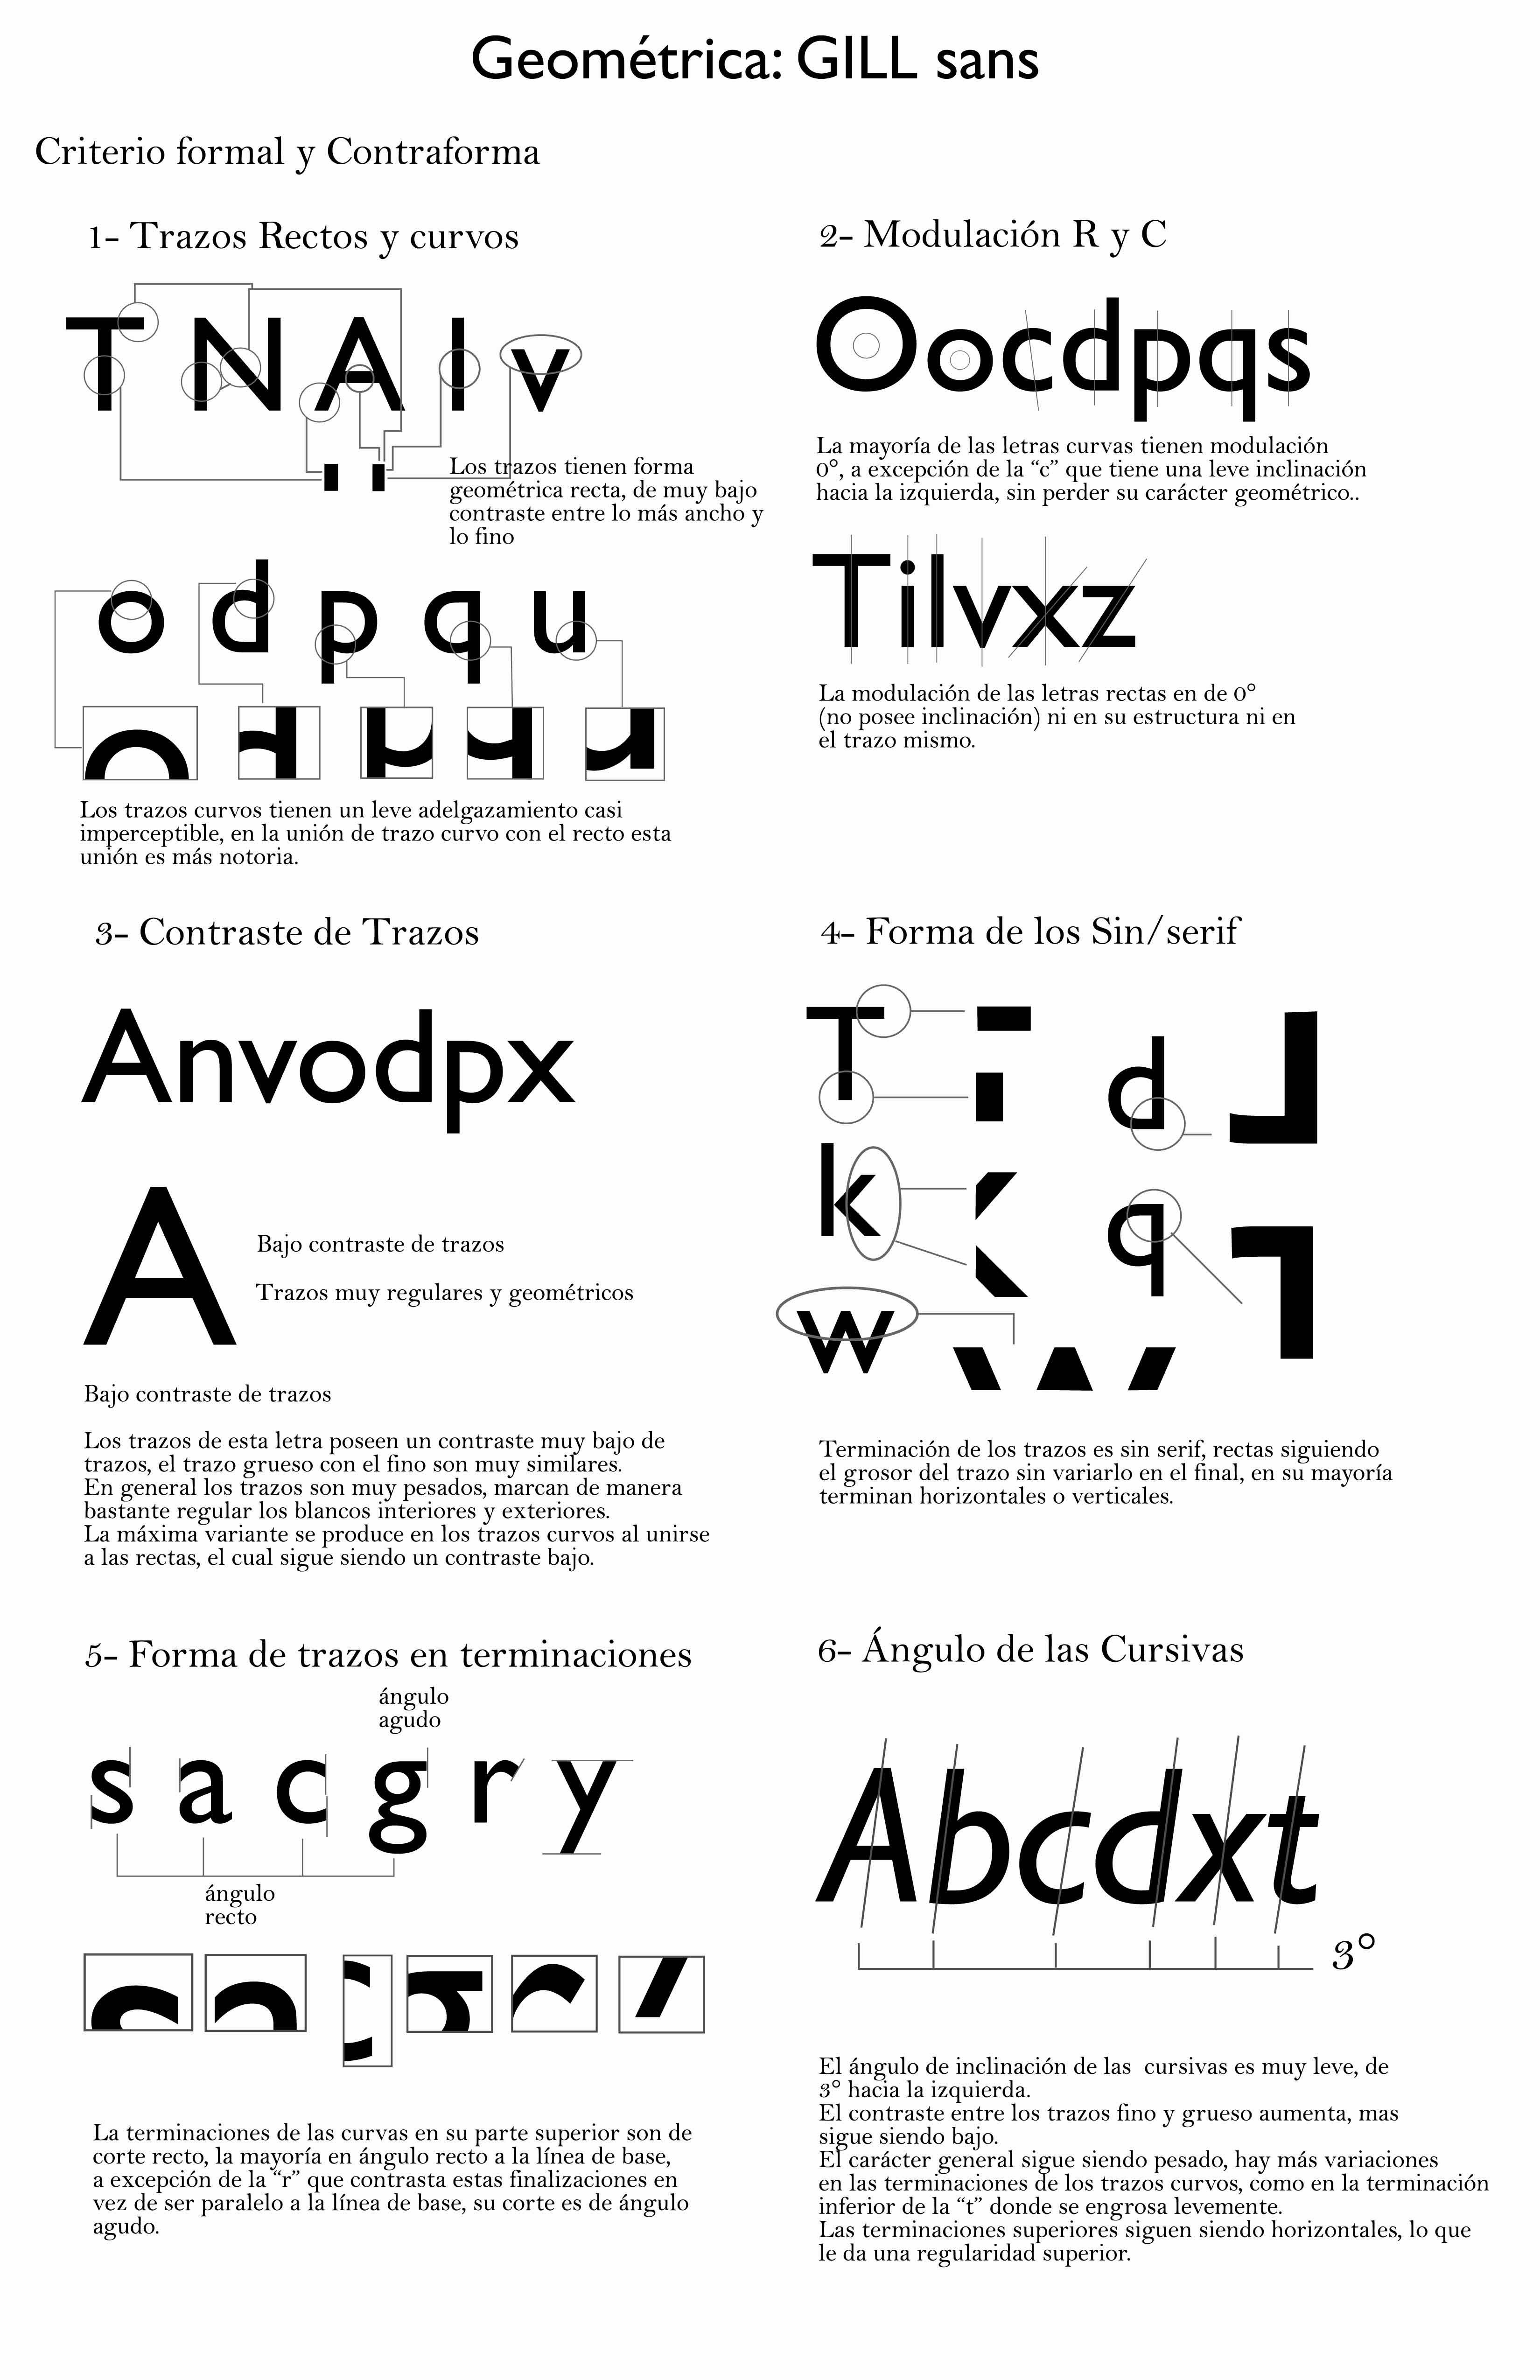 Geométrica: GILL sans
Criterio formal y Contraforma
1- Trazos Rectos y curvos
T N A l v
Los trazos tienen forma
geométrica recta, de muy bajo
contraste entre lo más ancho y
lo fino
o d p q u
Los trazos curvos tienen un leve adelgazamiento casi
imperceptible, en la unión de trazo curvo con el recto esta
unión es más notoria.
2- Modulación R y C
Oocdpqs
La mayoría de las letras curvas tienen modulación
0°, a excepción de la “c” que tiene una leve inclinación
hacia la izquierda, sin perder su carácter geométrico..
Tilvxz
La modulación de las letras rectas en de 0°
(no posee inclinación) ni en su estructura ni en
el trazo mismo.
3- Contraste de Trazos
Anvodpx
A
Bajo contraste de trazos
Trazos muy regulares y geométricos
Bajo contraste de trazos
Los trazos de esta letra poseen un contraste muy bajo de
trazos, el trazo grueso con el fino son muy similares.
En general los trazos son muy pesados, marcan de manera
bastante regular los blancos interiores y exteriores.
La máxima variante se produce en los trazos curvos al unirse
a las rectas, el cual sigue siendo un contraste bajo.
4- Forma de los Sin/serif
T
d
k
q
w
Terminación de los trazos es sin serif, rectas siguiendo
el grosor del trazo sin variarlo en el final, en su mayoría
terminan horizontales o verticales.
5- Forma de trazos en terminaciones
ángulo
agudo
s a c g r y
ángulo
recto
La terminaciones de las curvas en su parte superior son de
corte recto, la mayoría en ángulo recto a la línea de base,
a excepción de la “r” que contrasta estas finalizaciones en
vez de ser paralelo a la línea de base, su corte es de ángulo
agudo.
6- Ángulo de las Cursivas
Abcdxt
3°
El ángulo de inclinación de las cursivas es muy leve, de
3° hacia la izquierda.
El contraste entre los trazos fino y grueso aumenta, mas
sigue siendo bajo.
El carácter general sigue siendo pesado, hay más variaciones
en las terminaciones de los trazos curvos, como en la terminación
inferior de la “t” donde se engrosa levemente.
Las terminaciones superiores siguen siendo horizontales, lo que
le da una regularidad superior.